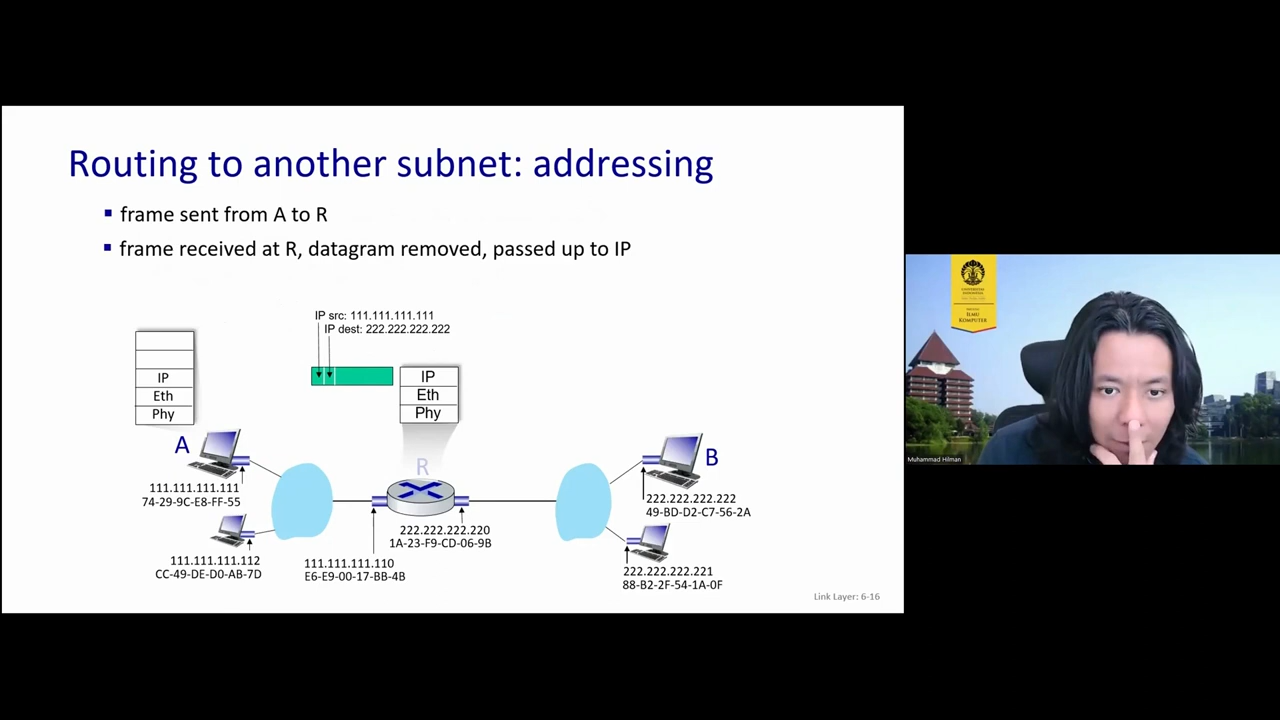 Routing to another subnet: addressing
▪ frame sent from A to R
▪ frame received at R, datagram removed, passed up to IP
IP src: 111.111.111.111
IP dest: 222.222.222.222
IP
Eth
Phy
IP
Eth
Phy
A
R
B
111.111.111.111
74-29-9C-E8-FF-55
111.111.111.112
CC-49-DE-D0-AB-7D
111.111.111.110
E6-E9-00-17-BB-4B
222.222.222.220
1A-23-F9-CD-06-9B
222.222.222.222
49-BD-D2-C7-56-2A
222.222.222.221
88-B2-2F-54-1A-0F
Link Layer: 6-16
UNIVERSITAS
INDONESIA
ILMU
KOMPUTER
Muhammad Hilman